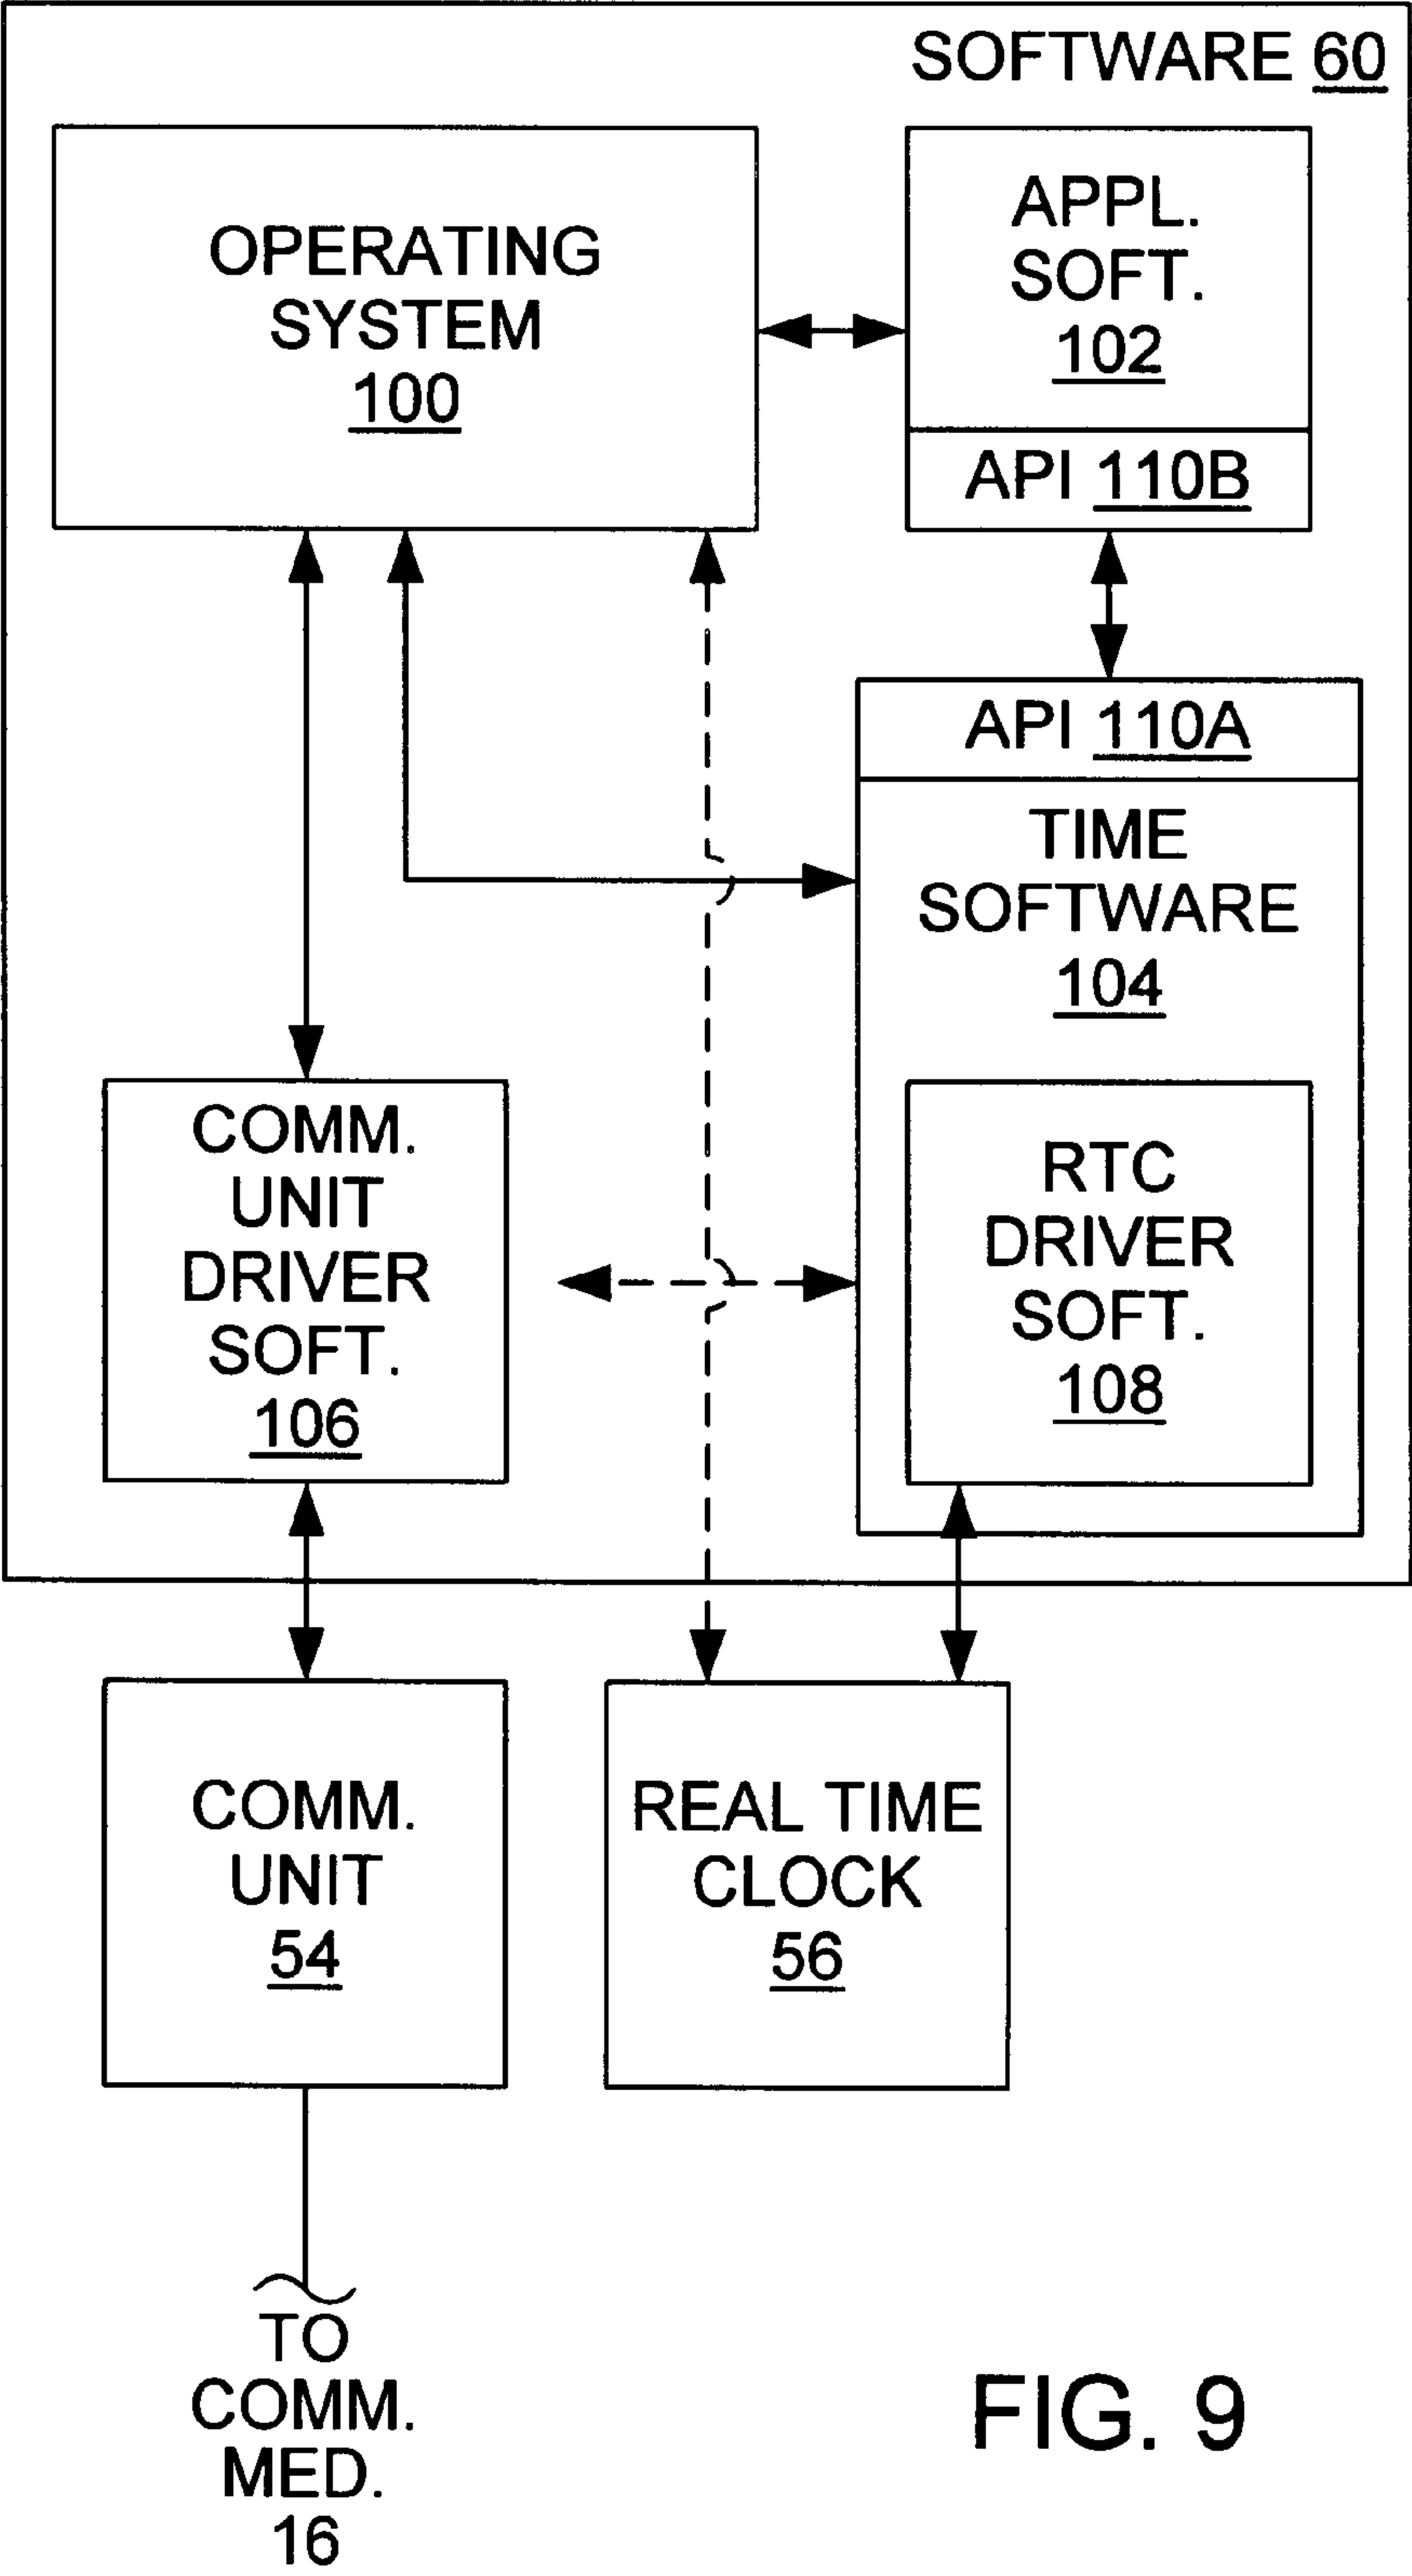 SOFTWARE 60
OPERATING
SYSTEM
100
APPL.
SOFT.
102
API 110B
API 110A
TIME
SOFTWARE
104
COMM.
UNIT
DRIVER
SOFT.
106
RTC
DRIVER
SOFT.
108
COMM.
UNIT
54
REAL TIME
CLOCK
56
TO
COMM.
MED.
16
FIG. 9